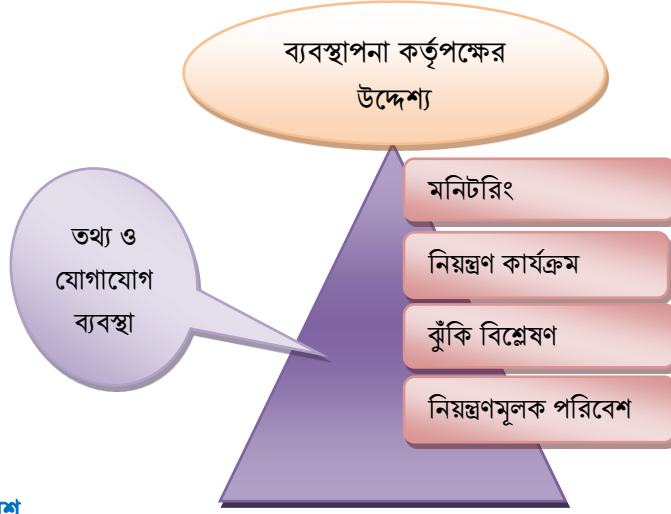 ব্যবস্থাপনা কর্তৃপক্ষের
উদ্দেশ্য
মনিটরিং
তথ্য ও
যোগাযোগ
ব্যবস্থা
নিয়ন্ত্রণ কার্যক্রম
ঝুঁকি বিশ্লেষণ
নিয়ন্ত্রণমূলক পরিবেশ